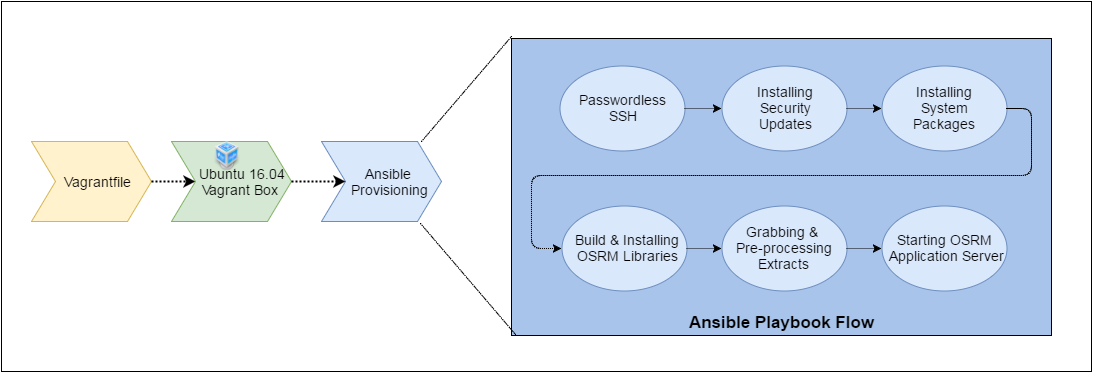 Vagrantfile
Ubuntu 16.04
Vagrant Box
Ansible
Provisioning
Passwordless
SSH
Installing
Security
Updates
Installing
System
Packages
Build & Installing
OSRM Libraries
Grabbing &
Pre-processing
Extracts
Starting OSRM
Application Server
Ansible Playbook Flow